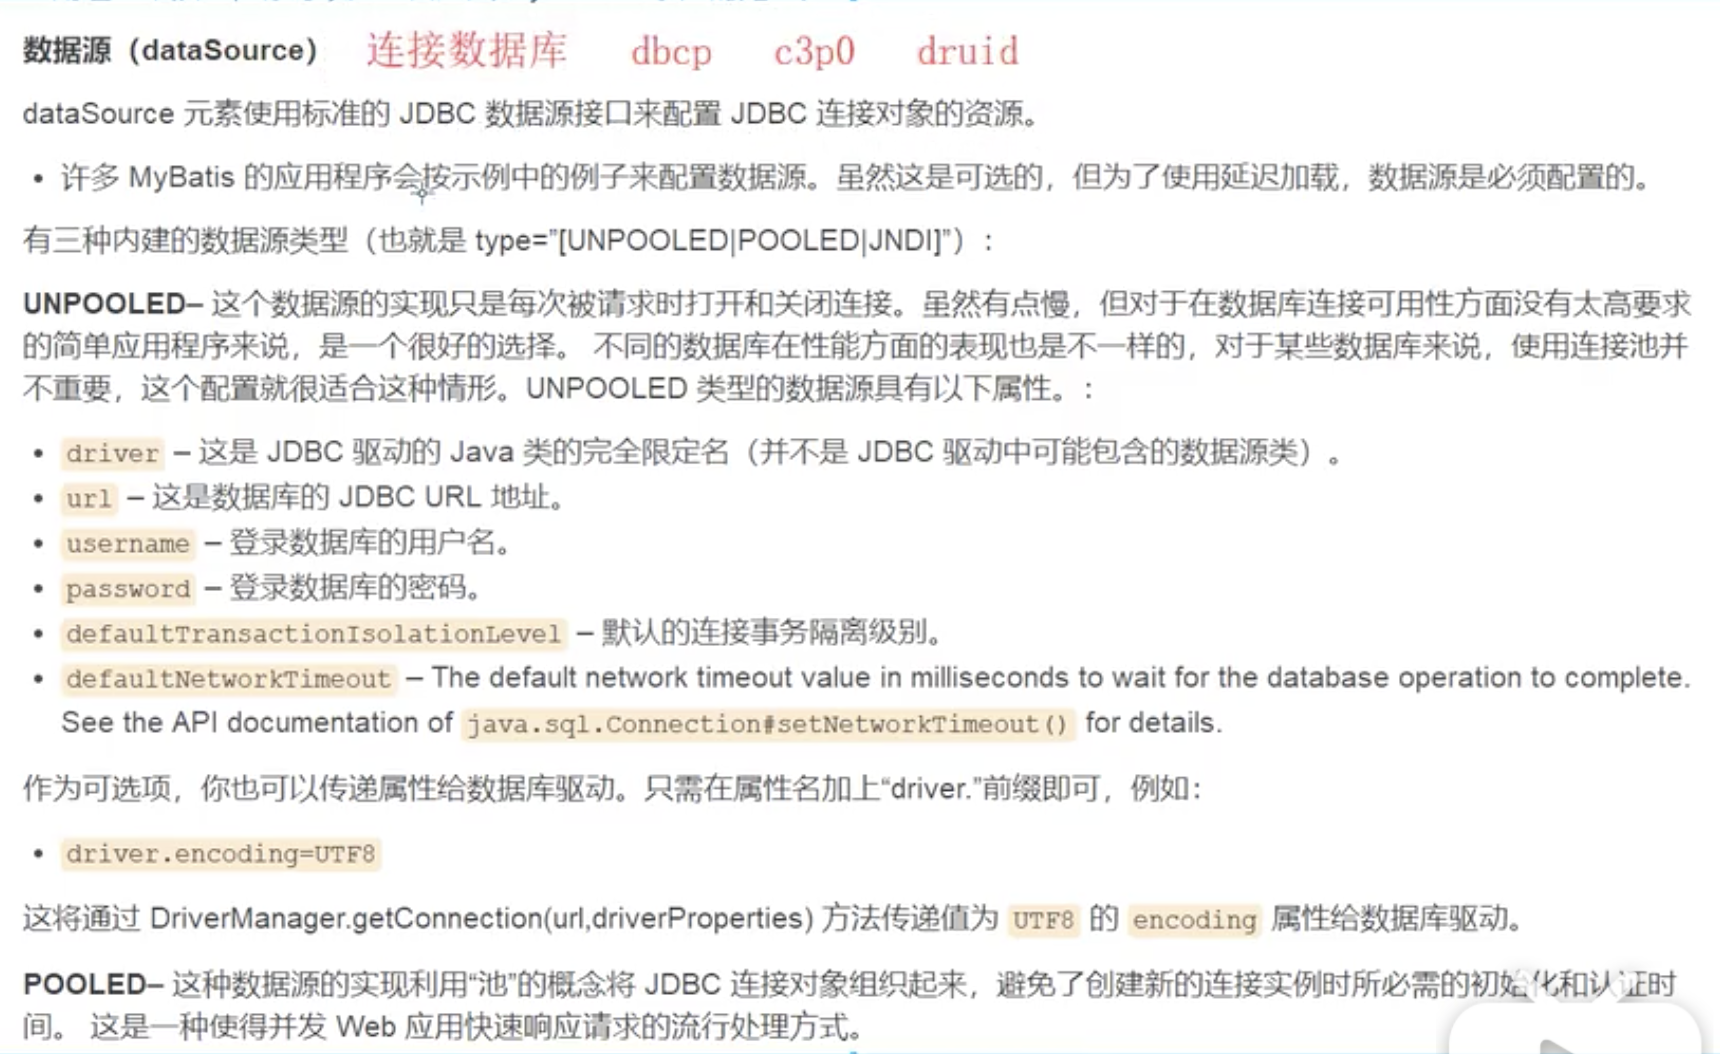 数据源（dataSource） 连接数据库 dbcp c3p0 druid
dataSource 元素使用标准的 JDBC 数据源接口来配置 JDBC 连接对象的资源。
• 许多 MyBatis 的应用程序会按示例中的例子来配置数据源。虽然这是可选的，但为了使用延迟加载，数据源是必须配置的。
有三种内建的数据源类型（也就是 type=”[UNPOOLED|POOLED|JNDI]”）：
UNPOOLED– 这个数据源的实现只是每次被请求时打开和关闭连接。虽然有点慢，但对于在数据库连接可用性方面没有太高要求
的简单应用程序来说，是一个很好的选择。 不同的数据库在性能方面的表现也是不一样的，对于某些数据库来说，使用连接池并
不重要，这个配置就很适合这种情形。UNPOOLED 类型的数据源具有以下属性。：
• driver – 这是 JDBC 驱动的 Java 类的完全限定名（并不是 JDBC 驱动中可能包含的数据源类）。
• url – 这是数据库的 JDBC URL 地址。
• username – 登录数据库的用户名。
• password – 登录数据库的密码。
• defaultTransactionIsolationLevel – 默认的连接事务隔离级别。
• defaultNetworkTimeout – The default network timeout value in milliseconds to wait for the database operation to complete.
See the API documentation of java.sql.Connection#setNetworkTimeout() for details.
作为可选项，你也可以传递属性给数据库驱动。只需在属性名加上“driver.”前缀即可，例如：
• driver.encoding=UTF8
这将通过 DriverManager.getConnection(url,driverProperties) 方法传递值为 UTF8 的 encoding 属性给数据库驱动。
POOLED– 这种数据源的实现利用“池”的概念将 JDBC 连接对象组织起来，避免了创建新的连接实例时所必需的初始化和认证时
间。 这是一种使得并发 Web 应用快速响应请求的流行处理方式。